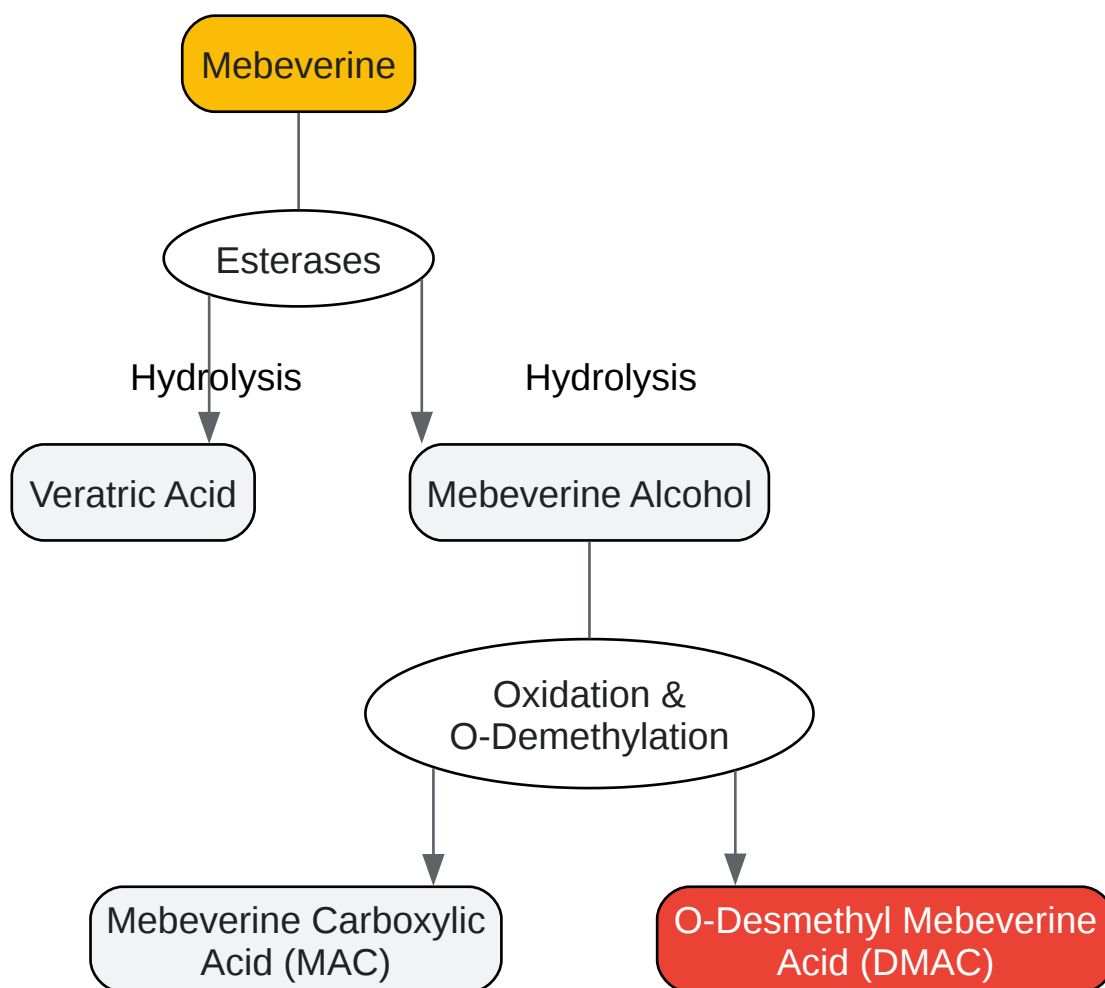 Mebeverine
Esterases
Hydrolysis
Hydrolysis
Veratric Acid
Mebeverine Alcohol
Oxidation &
O-Demethylation
Mebeverine Carboxylic
Acid (MAC)
O-Desmethyl Mebeverine
Acid (DMAC)